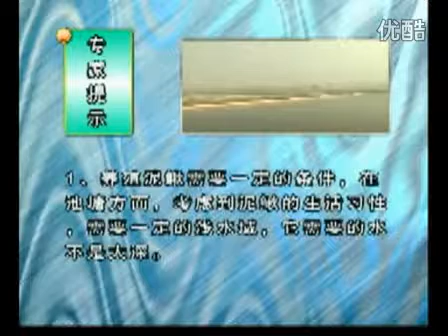 优酷
专家提示
1、养殖泥鳅需要一定的条件，在
池塘方面，考虑到泥鳅的生活习性
，需要一定的浅水域，但需要的水
不是太深。